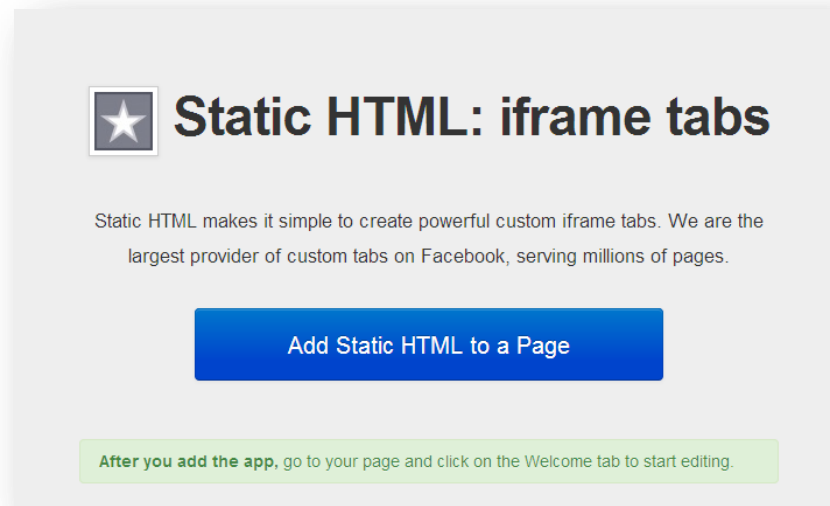 Static HTML: iframe tabs
Static HTML makes it simple to create powerful custom iframe tabs. We are the
largest provider of custom tabs on Facebook, serving millions of pages.
Add Static HTML to a Page
After you add the app, go to your page and click on the Welcome tab to start editing.